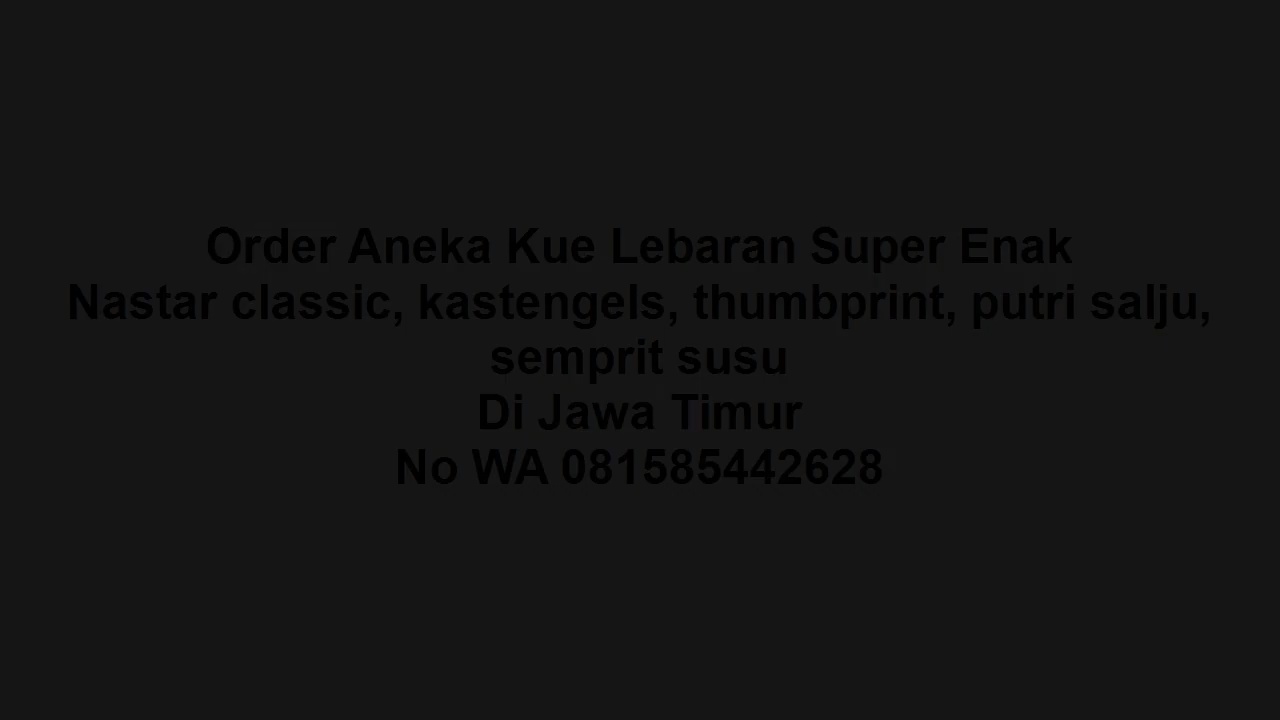 Order Aneka Kue Lebaran Super Enak
Nastar classic, kastengels, thumbprint, putri salju,
semprit susu
Di Jawa Timur
No WA 081585442628